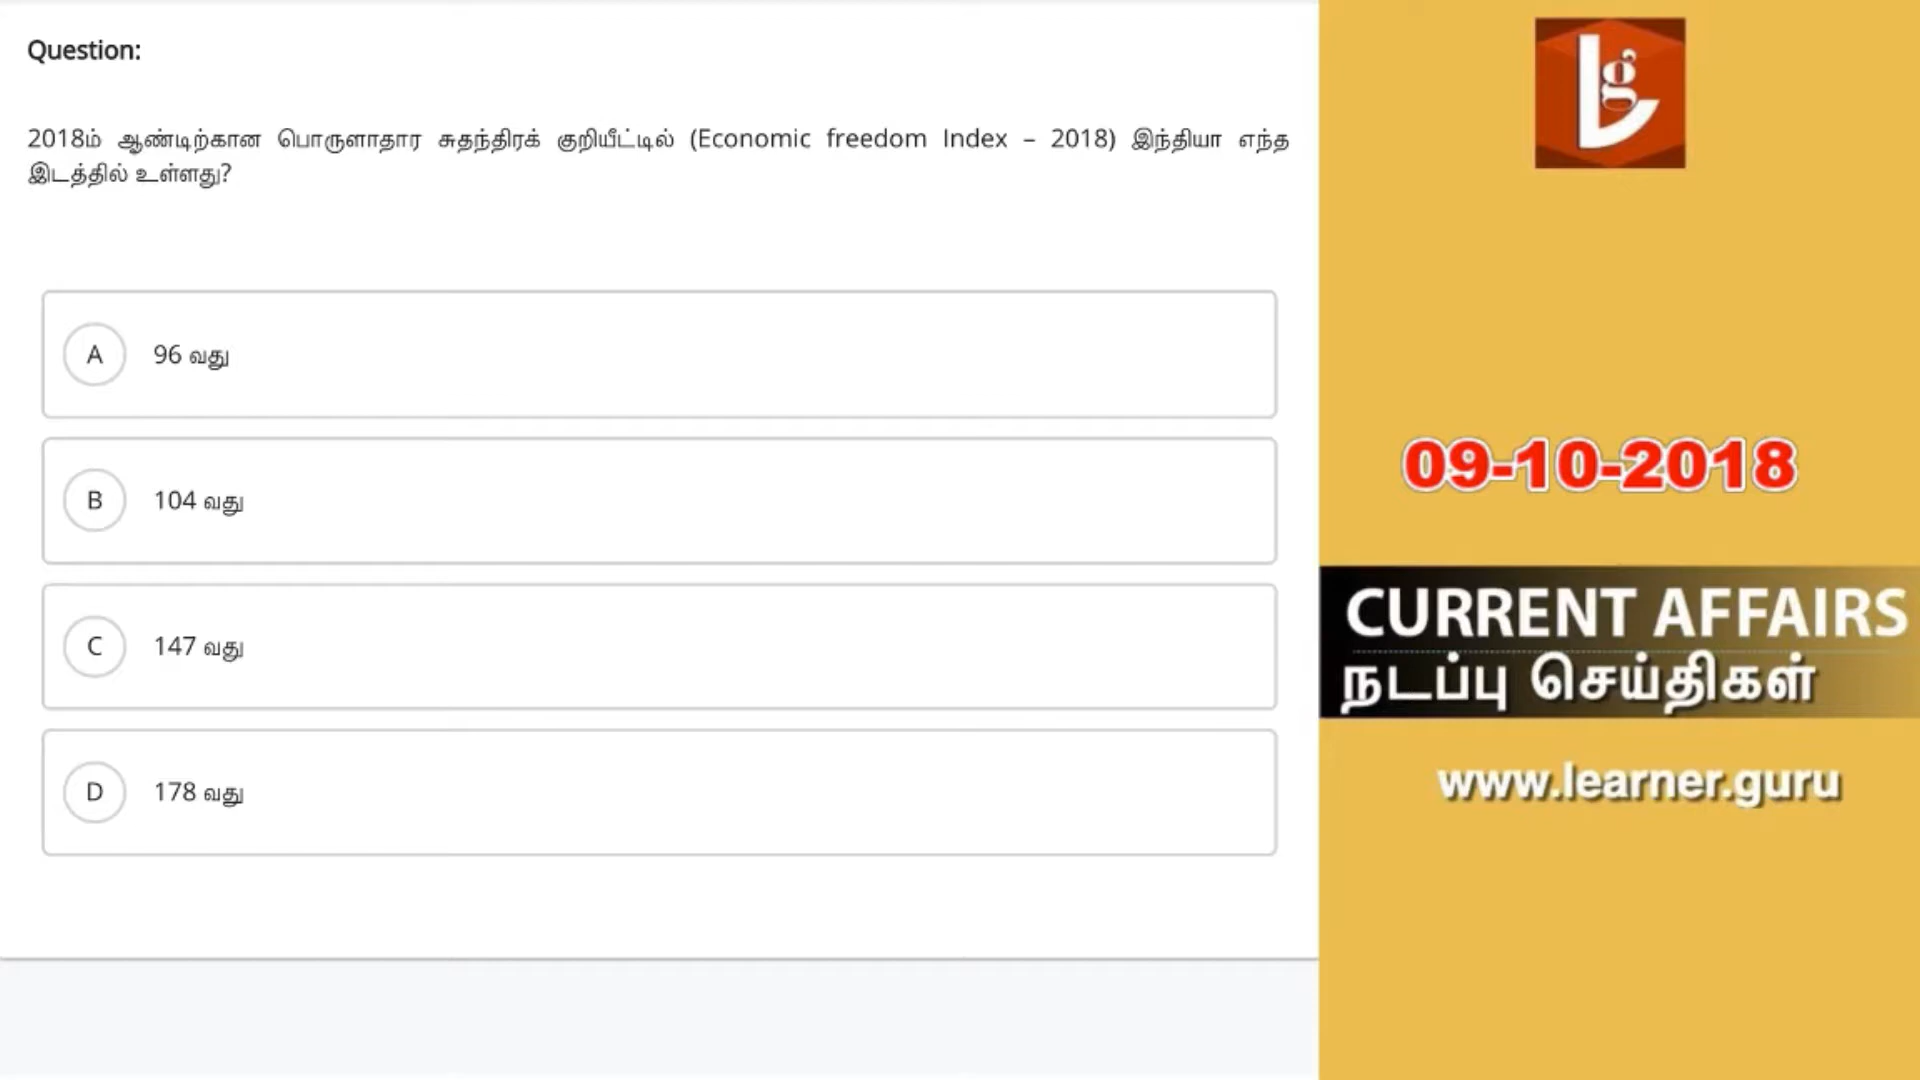 Question:
2018ம் ஆண்டிற்கான பொருளாதார சுதந்திரக் குறியீட்டில் (Economic freedom Index – 2018) இந்தியா எந்த
இடத்தில் உள்ளது?
A 96 வது
B 104 வது
C 147 வது
D 178 வது
Lg
09-10-2018
CURRENT AFFAIRS
நடப்பு செய்திகள்
www.learner.guru